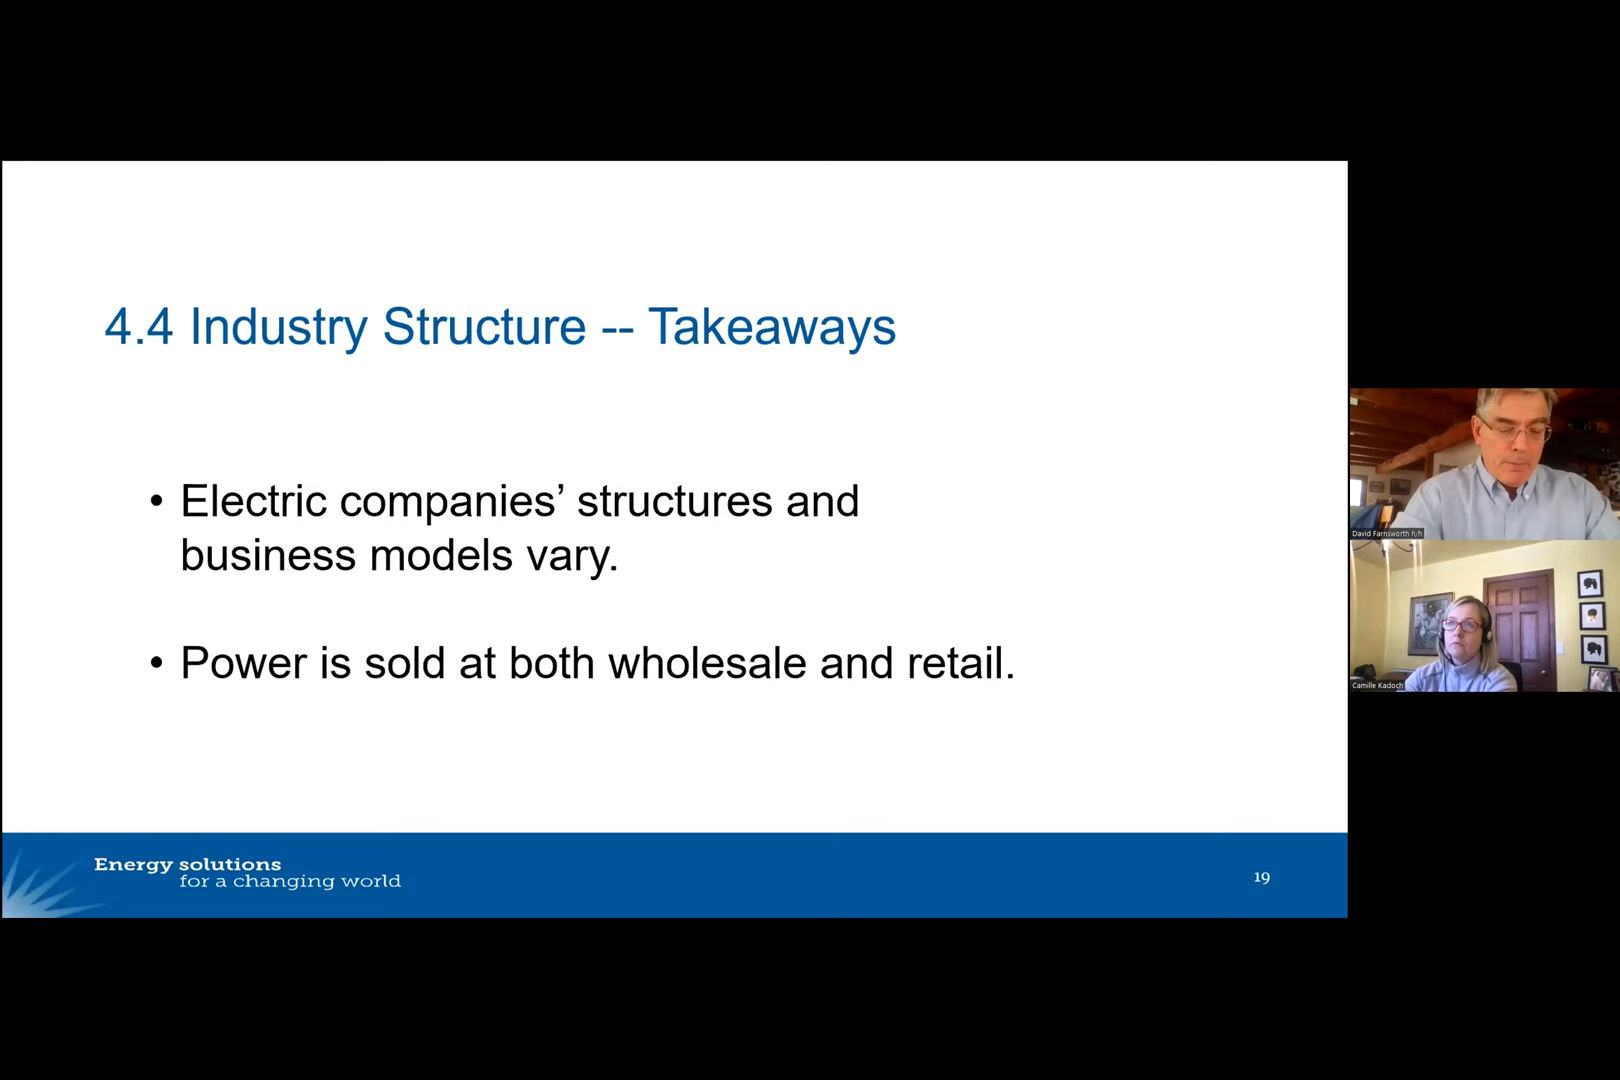 4.4 Industry Structure -- Takeaways
• Electric companies’ structures and
business models vary.
• Power is sold at both wholesale and retail.
Energy solutions
for a changing world
19
David Farnsworth h/h
Camille Kadoch